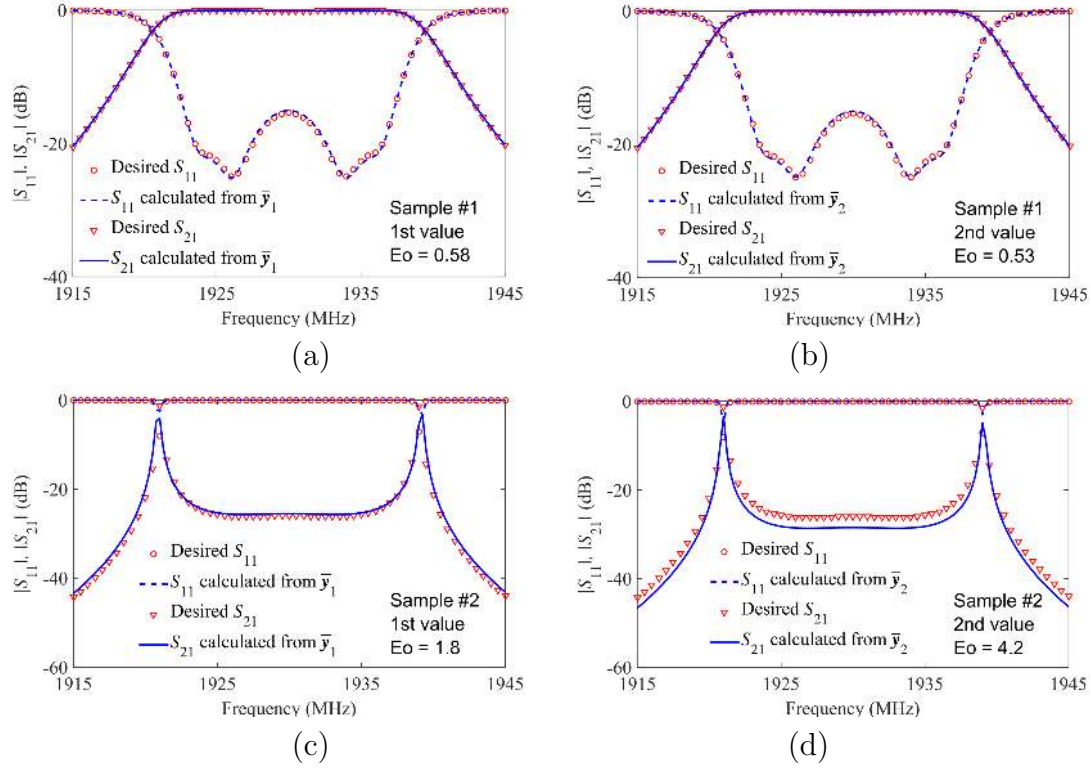 0
-20
-40
|S11|, |S21| (dB)
Desired S11
S11 calculated from ȳ1
Desired S21
S21 calculated from ȳ1
Sample #1
1st value
Eo = 0.58
1915 1925 1935 1945
Frequency (MHz)
(a)
0
-20
-40
|S11|, |S21| (dB)
Desired S11
S11 calculated from ȳ2
Desired S21
S21 calculated from ȳ2
Sample #1
2nd value
Eo = 0.53
1915 1925 1935 1945
Frequency (MHz)
(b)
0
-20
-40
-60
|S11|, |S21| (dB)
Desired S11
S11 calculated from ȳ1
Desired S21
S21 calculated from ȳ1
Sample #2
1st value
Eo = 1.8
1915 1925 1935 1945
Frequency (MHz)
(c)
0
-20
-40
-60
|S11|, |S21| (dB)
Desired S11
S11 calculated from ȳ2
Desired S21
S21 calculated from ȳ2
Sample #2
2nd value
Eo = 4.2
1915 1925 1935 1945
Frequency (MHz)
(d)